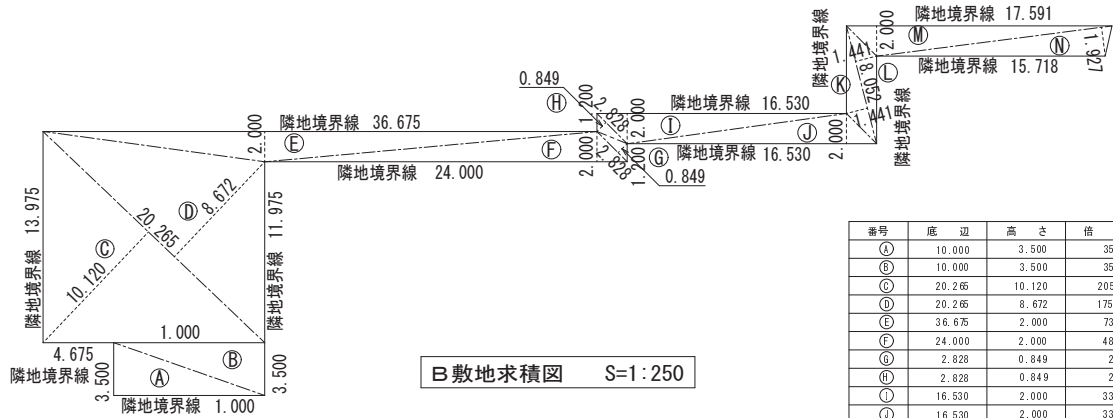 隣地境界線 17.591
隣地境界線
2.000
Ⓜ
Ⓝ
1.927
1.441
Ⓛ
隣地境界線 15.718
0.849
Ⓚ
8.052
Ⓗ
1.200
2.828
2.000
隣地境界線 16.530
Ⓘ
1.441
隣地境界線
隣地境界線 36.675
2.000
Ⓔ
Ⓕ
2.000
2.828
1.200
Ⓖ
隣地境界線 16.530
Ⓙ
2.000
0.849
隣地境界線 24.000
隣地境界線 13.975
Ⓒ
10.120
20.265
Ⓓ
8.672
隣地境界線 11.975
1.000
4.675
隣地境界線
3.500
Ⓐ
Ⓑ
3.500
隣地境界線 1.000
B敷地求積図 S=1:250
番号 底 辺 高 さ 倍
Ⓐ 10.000 3.500 35
Ⓑ 10.000 3.500 35
Ⓒ 20.265 10.120 205
Ⓓ 20.265 8.672 175
Ⓔ 36.675 2.000 73
Ⓕ 24.000 2.000 48
Ⓖ 2.828 0.849 2
Ⓗ 2.828 0.849 2
Ⓘ 16.530 2.000 33
Ⓙ 16.530 2.000 33